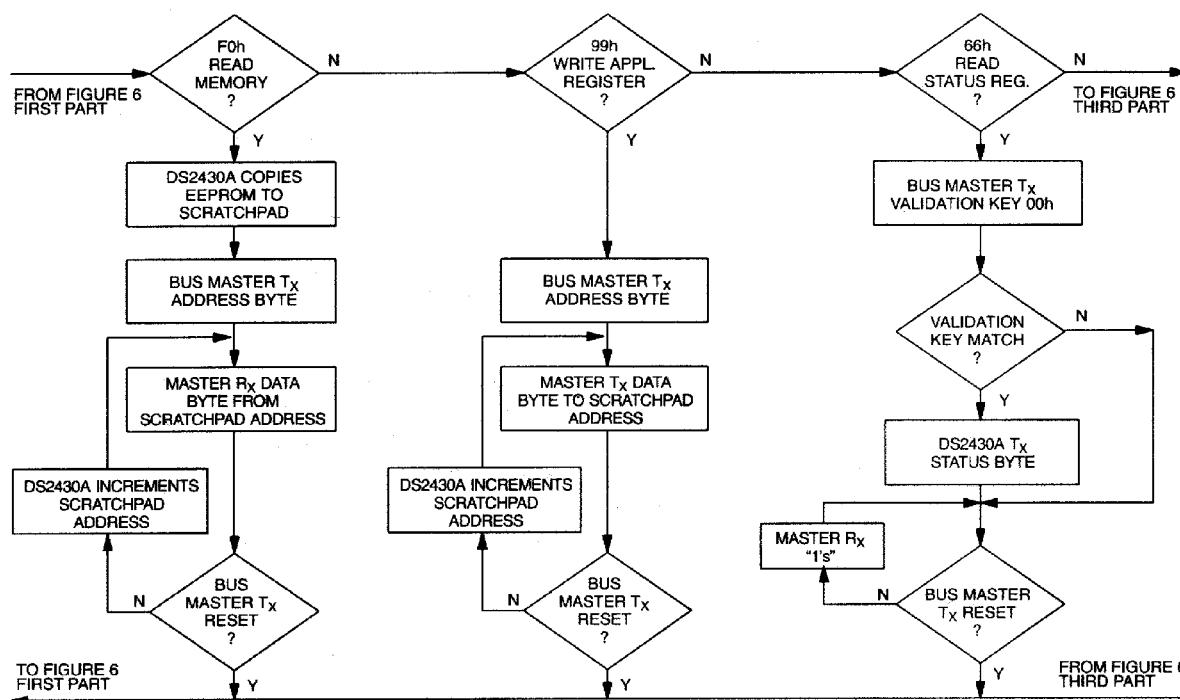 F0h
READ
MEMORY
?
N
Y
FROM FIGURE 6
FIRST PART
DS2430A COPIES
EEPROM TO
SCRATCHPAD
BUS MASTER TX
ADDRESS BYTE
MASTER RX DATA
BYTE FROM
SCRATCHPAD ADDRESS
DS2430A INCREMENTS
SCRATCHPAD
ADDRESS
BUS
MASTER TX
RESET
?
N
Y
TO FIGURE 6
FIRST PART
99h
WRITE APPL.
REGISTER
?
N
Y
BUS MASTER TX
ADDRESS BYTE
MASTER TX DATA
BYTE TO SCRATCHPAD
ADDRESS
DS2430A INCREMENTS
SCRATCHPAD
ADDRESS
BUS
MASTER TX
RESET
?
N
Y
66h
READ
STATUS REG.
?
N
Y
TO FIGURE 6
THIRD PART
BUS MASTER TX
VALIDATION KEY 00h
VALIDATION
KEY MATCH
?
N
Y
DS2430A TX
STATUS BYTE
MASTER RX
"1's"
BUS MASTER
TX RESET
?
N
Y
FROM FIGURE 6
THIRD PART